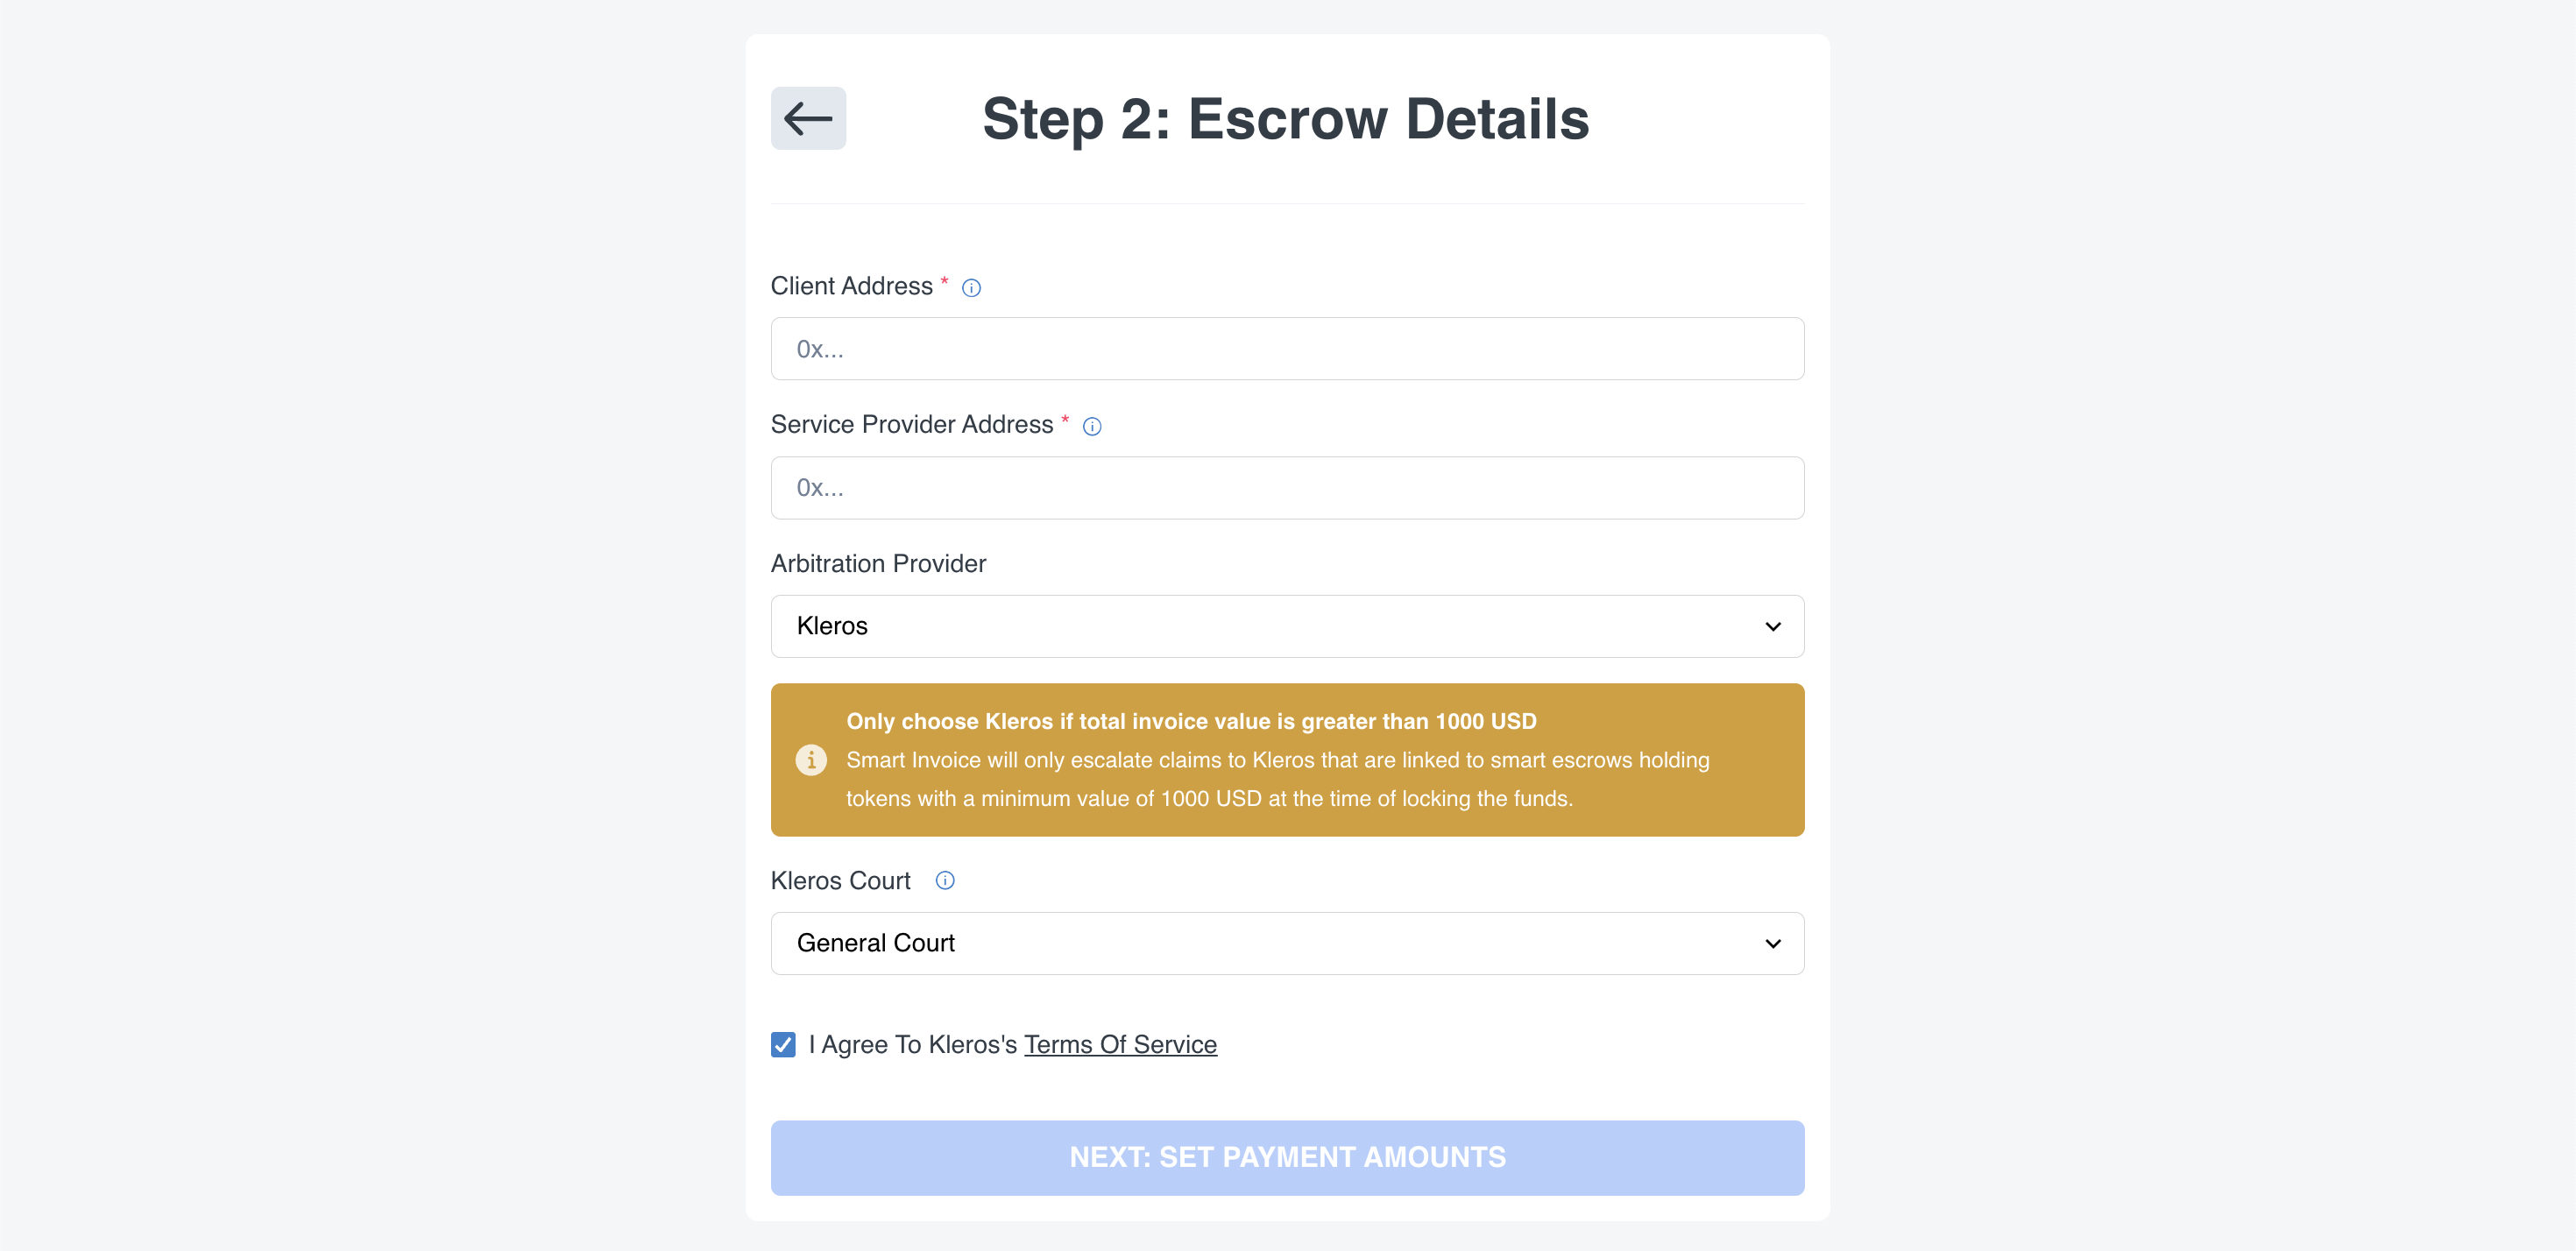 Step 2: Escrow Details
Client Address *
0x...
Service Provider Address *
0x...
Arbitration Provider
Kleros
Only choose Kleros if total invoice value is greater than 1000 USD
Smart Invoice will only escalate claims to Kleros that are linked to smart escrows holding
tokens with a minimum value of 1000 USD at the time of locking the funds.
Kleros Court
General Court
I Agree To Kleros's Terms Of Service
NEXT: SET PAYMENT AMOUNTS